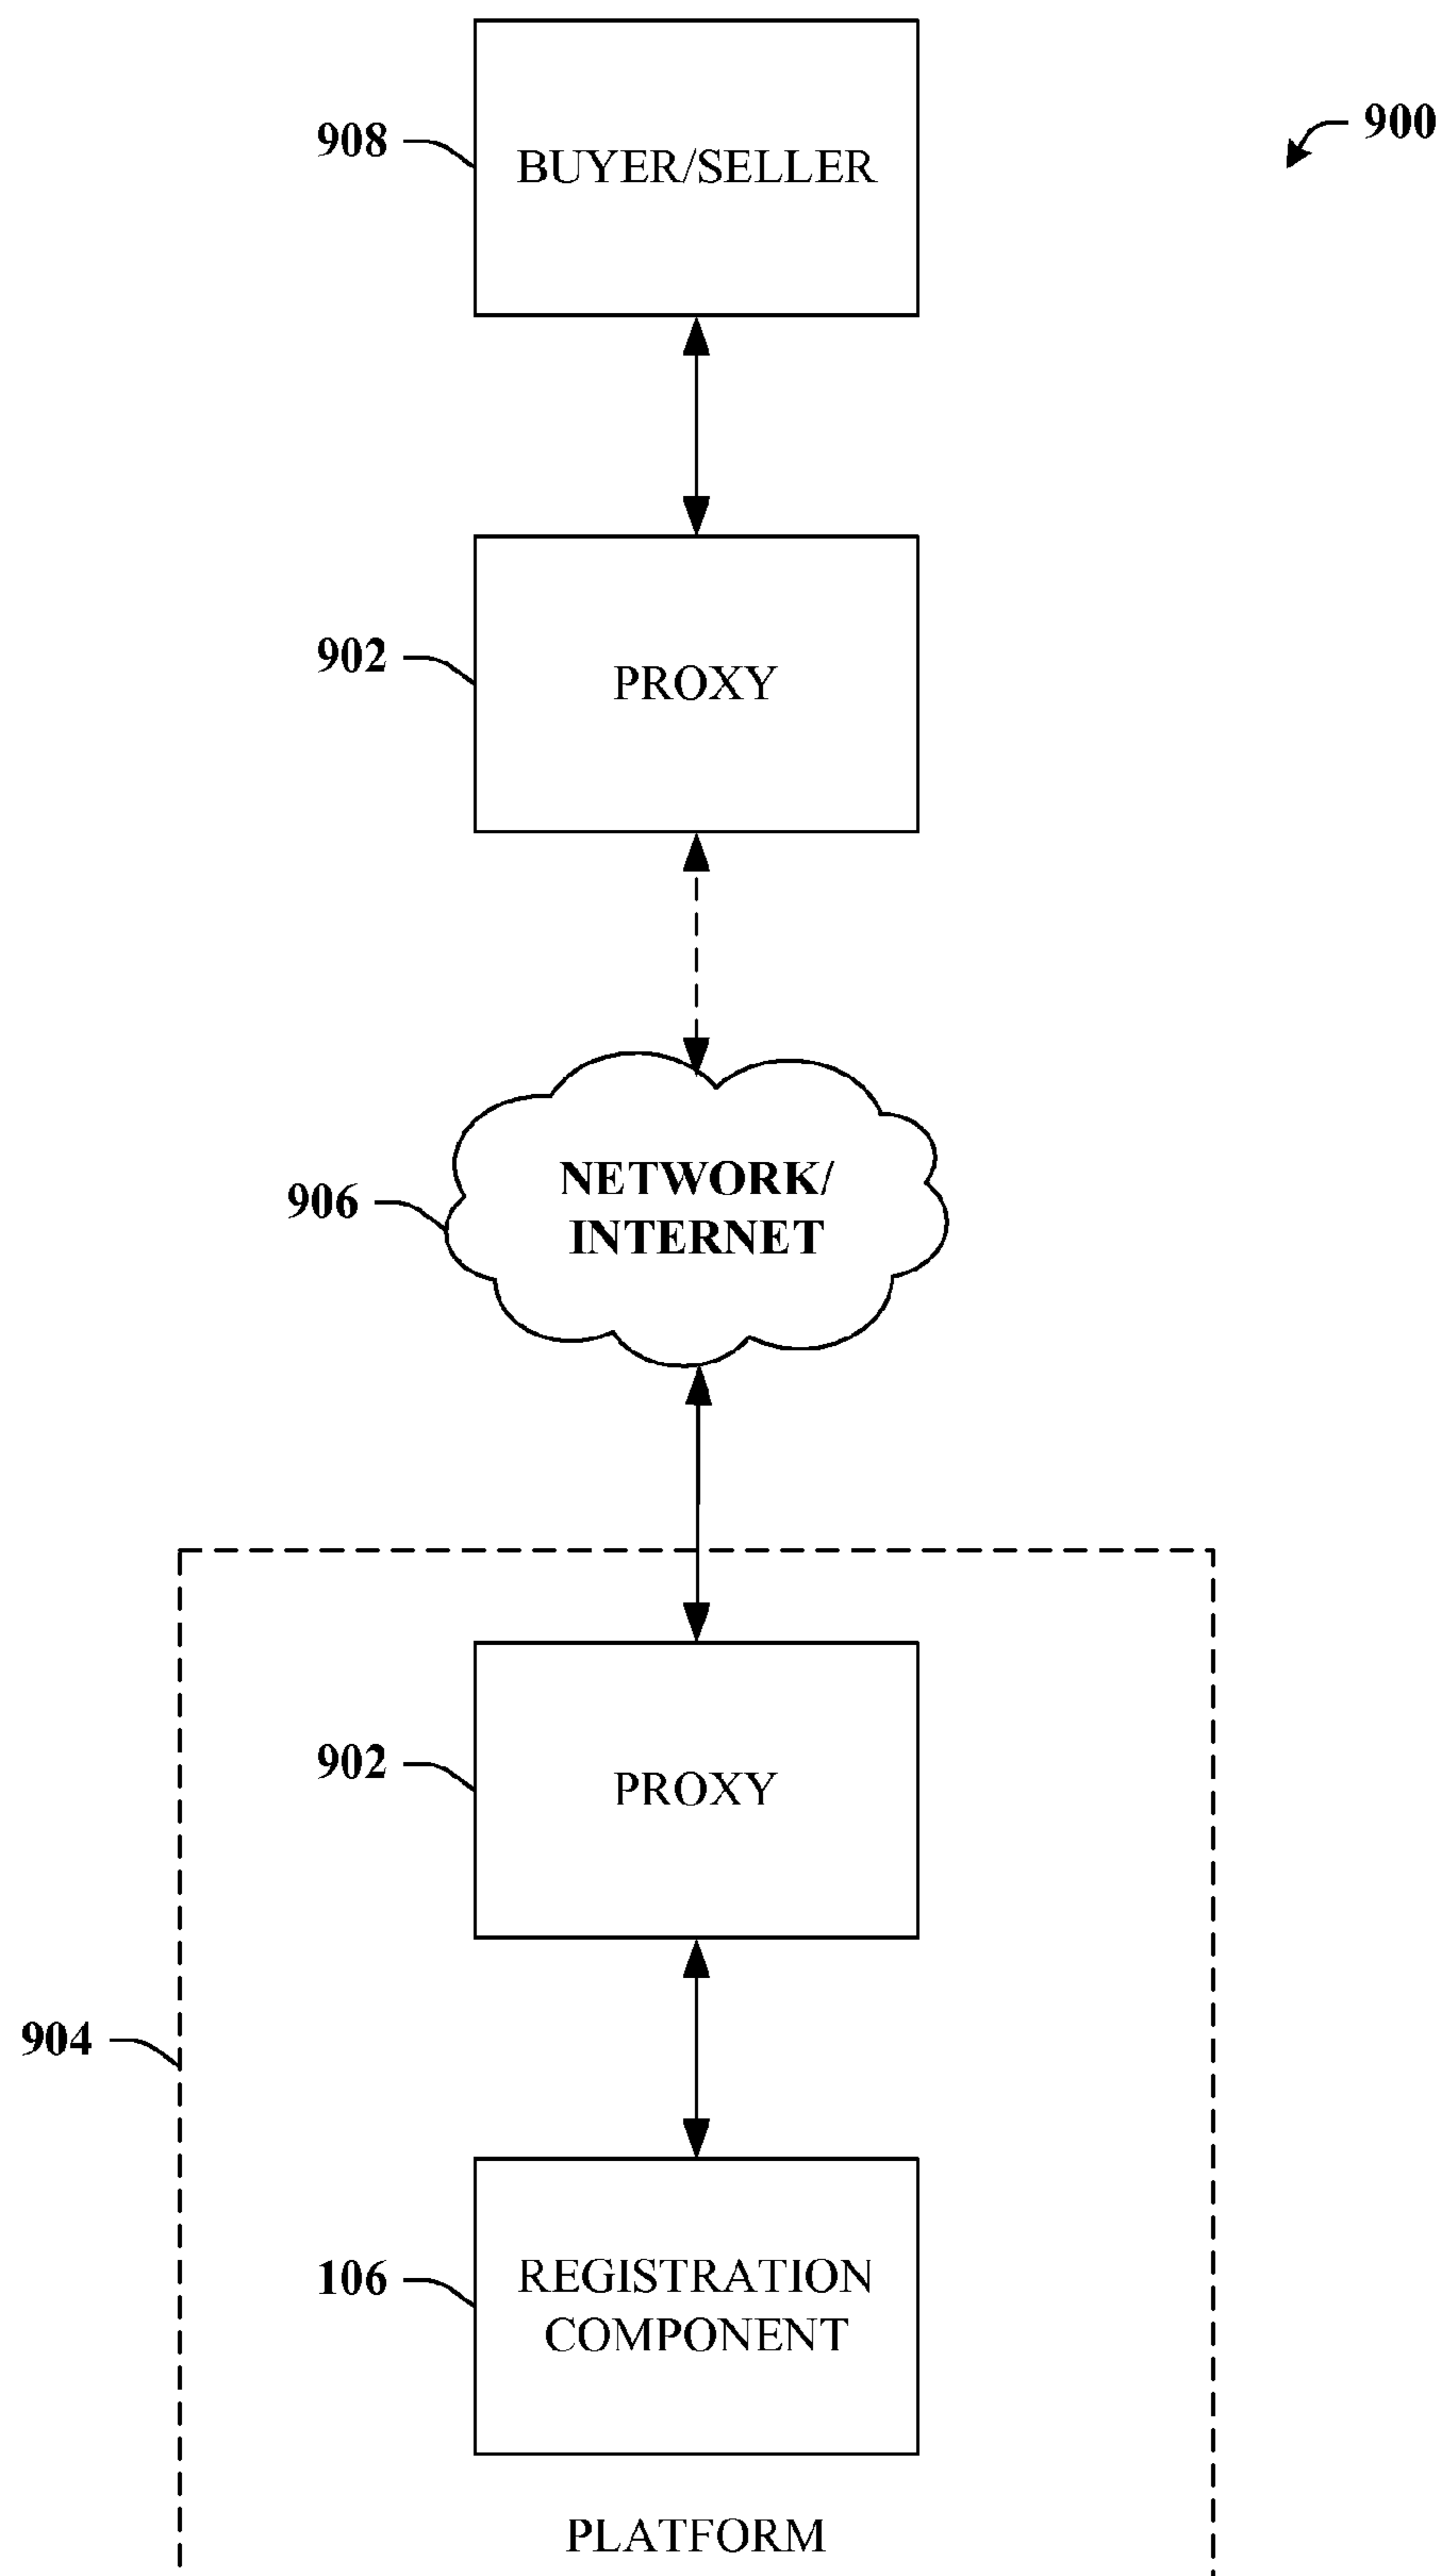 900
908
BUYER/SELLER
902
PROXY
906
NETWORK/
INTERNET
902
PROXY
904
106
REGISTRATION
COMPONENT
PLATFORM